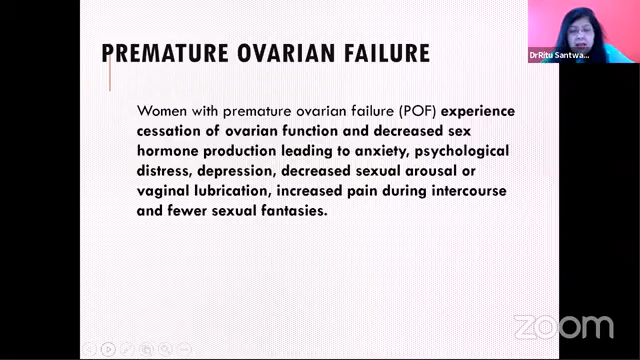 PREMATURE OVARIAN FAILURE
DrRitu Santwa...
Women with premature ovarian failure (POF) experience
cessation of ovarian function and decreased sex
hormone production leading to anxiety, psychological
distress, depression, decreased sexual arousal or
vaginal lubrication, increased pain during intercourse
and fewer sexual fantasies.
zoom